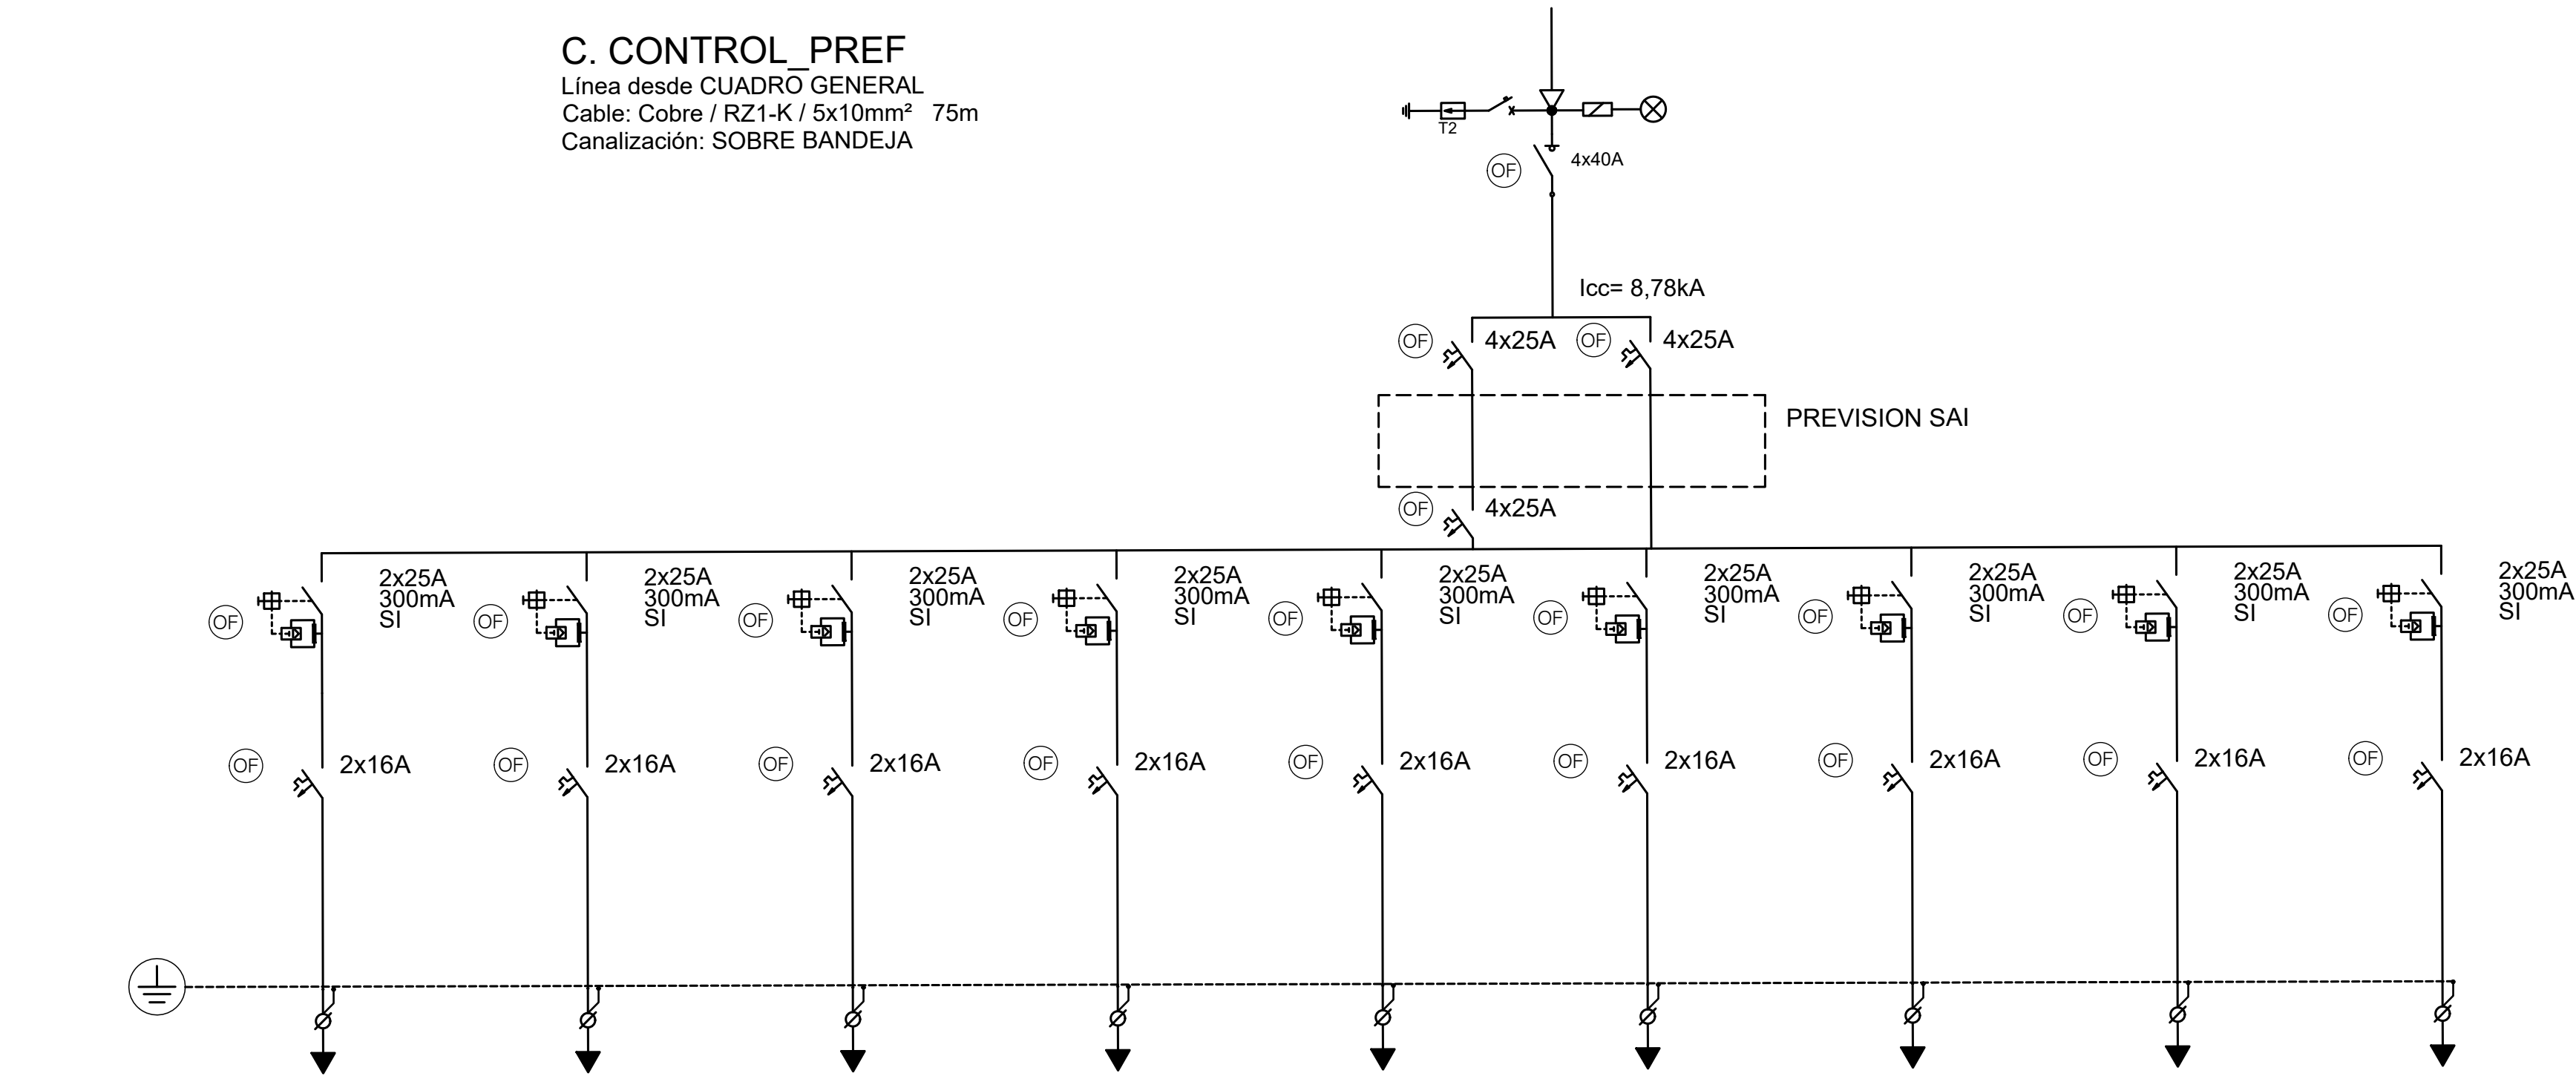 C. CONTROL_PREF
Línea desde CUADRO GENERAL
Cable: Cobre / RZ1-K / 5x10mm² 75m
Canalización: SOBRE BANDEJA
T2
OF
4x40A
Icc= 8,78kA
OF 4x25A OF 4x25A
PREVISION SAI
OF 4x25A
2x25A 2x25A 2x25A 2x25A 2x25A 2x25A 2x25A 2x25A 2x25A
300mA 300mA 300mA 300mA 300mA 300mA 300mA 300mA 300mA
SI SI SI SI SI SI SI SI SI
OF OF OF OF OF OF OF OF OF
OF 2x16A OF 2x16A OF 2x16A OF 2x16A OF 2x16A OF 2x16A OF 2x16A OF 2x16A OF 2x16A